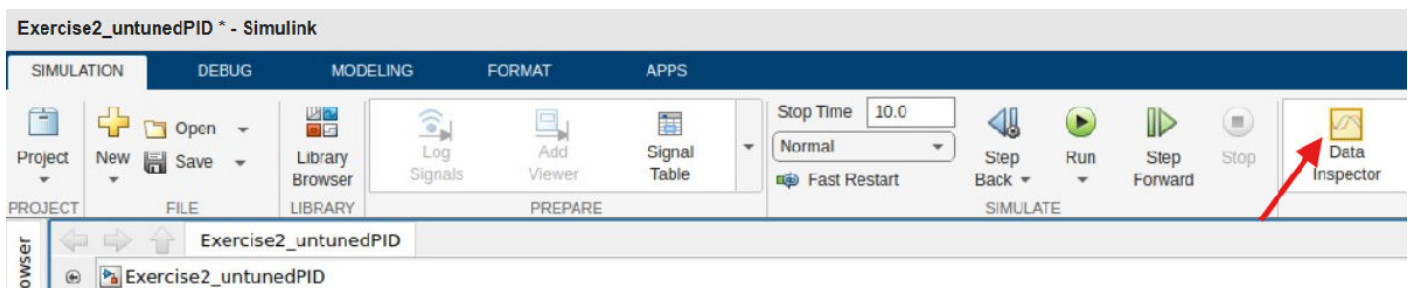 Exercise2_untunedPID * - Simulink
SIMULATION DEBUG MODELING FORMAT APPS
Project
New
Open
Save
Library
Browser
Log
Signals
Add
Viewer
Signal
Table
Stop Time 10.0
Normal
Fast Restart
Step
Back
Run
Step
Forward
Stop
Data
Inspector
PROJECT FILE LIBRARY PREPARE SIMULATE
Exercise2_untunedPID
Exercise2_untunedPID